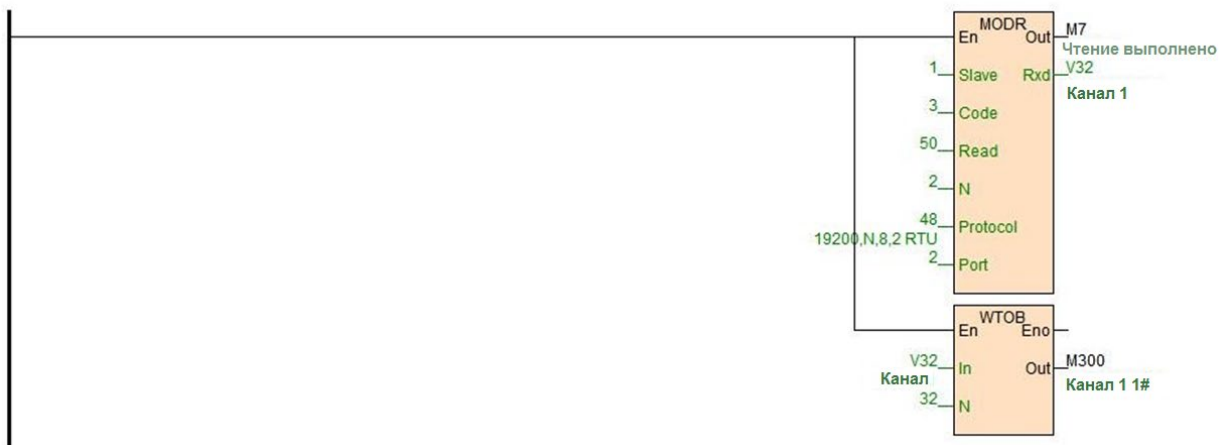 MODR
En Out M7
Чтение выполнено
1 Slave Rxd V32
Канал 1
3 Code
50 Read
2 N
48 Protocol
19200,N,8,2 RTU
2 Port
WTOB
En Eno
V32 In Out M300
Канал Канал 1 1#
32 N